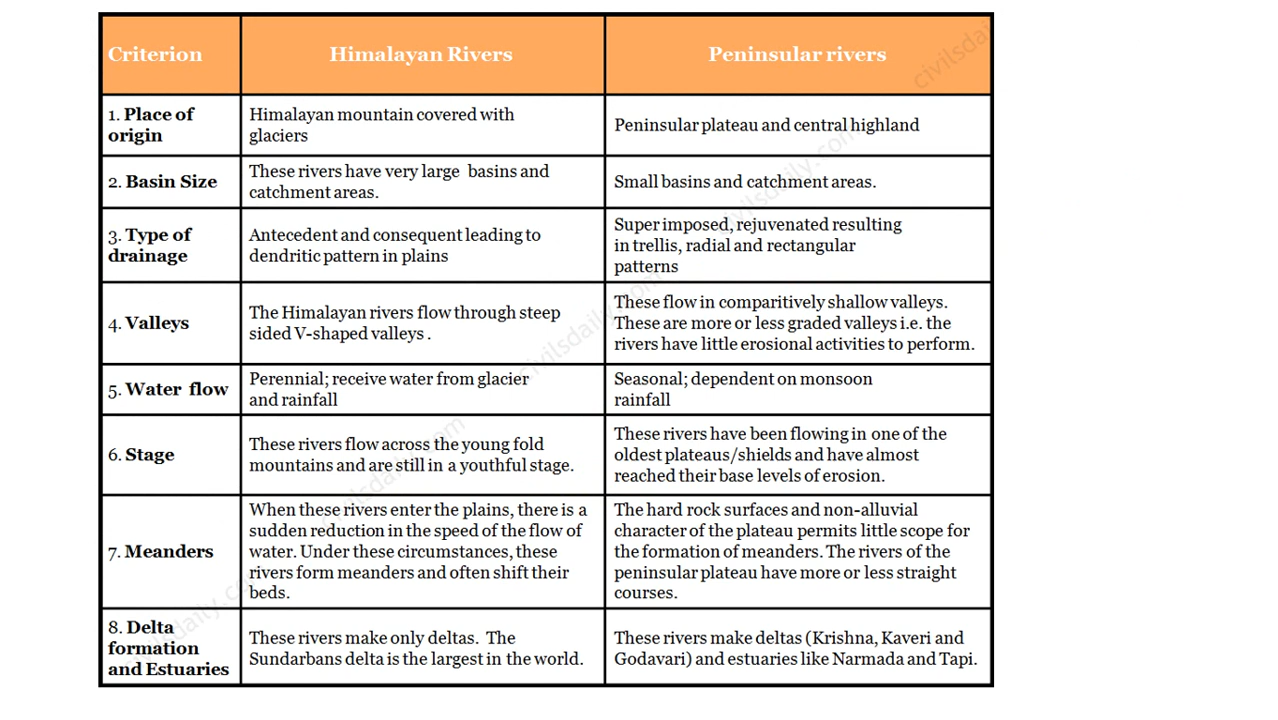 Criterion
Himalayan Rivers
Peninsular rivers
1. Place of
origin
Himalayan mountain covered with
glaciers
Peninsular plateau and central highland
2. Basin Size
These rivers have very large basins and
catchment areas.
Small basins and catchment areas.
3. Type of
drainage
Antecedent and consequent leading to
dendritic pattern in plains
Super imposed, rejuvenated resulting
in trellis, radial and rectangular
patterns
4. Valleys
The Himalayan rivers flow through steep
sided V-shaped valleys .
These flow in comparitively shallow valleys.
These are more or less graded valleys i.e. the
rivers have little erosional activities to perform.
5. Water flow
Perennial; receive water from glacier
and rainfall
Seasonal; dependent on monsoon
rainfall
6. Stage
These rivers flow across the young fold
mountains and are still in a youthful stage.
These rivers have been flowing in one of the
oldest plateaus/shields and have almost
reached their base levels of erosion.
7. Meanders
When these rivers enter the plains, there is a
sudden reduction in the speed of the flow of
water. Under these circumstances, these
rivers form meanders and often shift their
beds.
The hard rock surfaces and non-alluvial
character of the plateau permits little scope for
the formation of meanders. The rivers of the
peninsular plateau have more or less straight
courses.
8. Delta
formation
and Estuaries
These rivers make only deltas. The
Sundarbans delta is the largest in the world.
These rivers make deltas (Krishna, Kaveri and
Godavari) and estuaries like Narmada and Tapi.
civilsdaily.com
civilsdaily.com